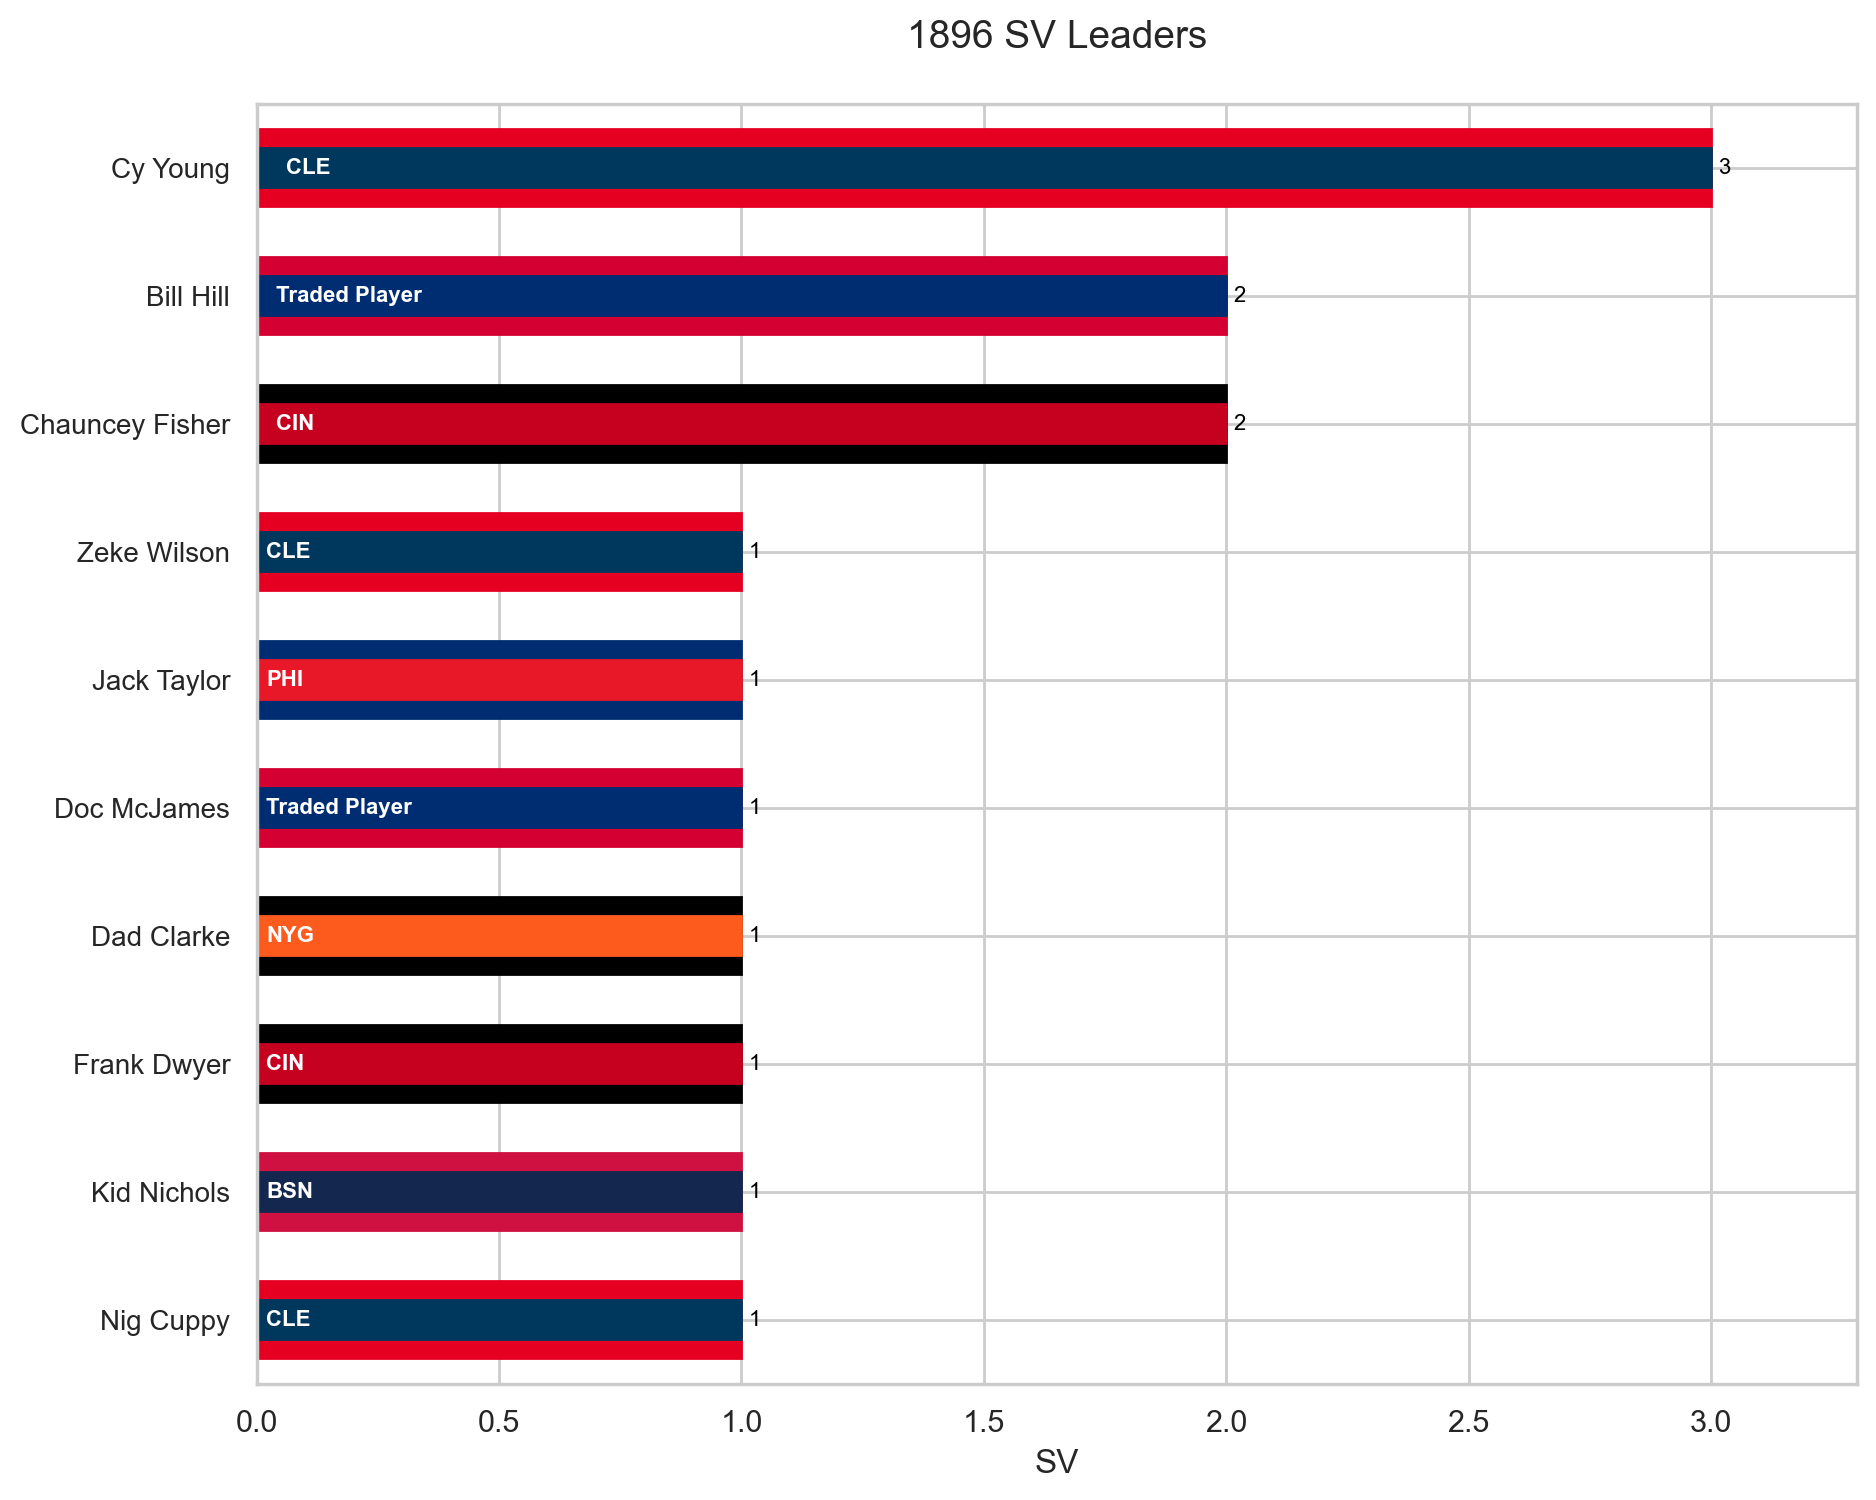 1896 SV Leaders
Cy Young
CLE
3
Bill Hill
Traded Player
2
Chauncey Fisher
CIN
2
Zeke Wilson
CLE
1
Jack Taylor
PHI
1
Doc McJames
Traded Player
1
Dad Clarke
NYG
1
Frank Dwyer
CIN
1
Kid Nichols
BSN
1
Nig Cuppy
CLE
1
0.0 0.5 1.0 1.5 2.0 2.5 3.0
SV